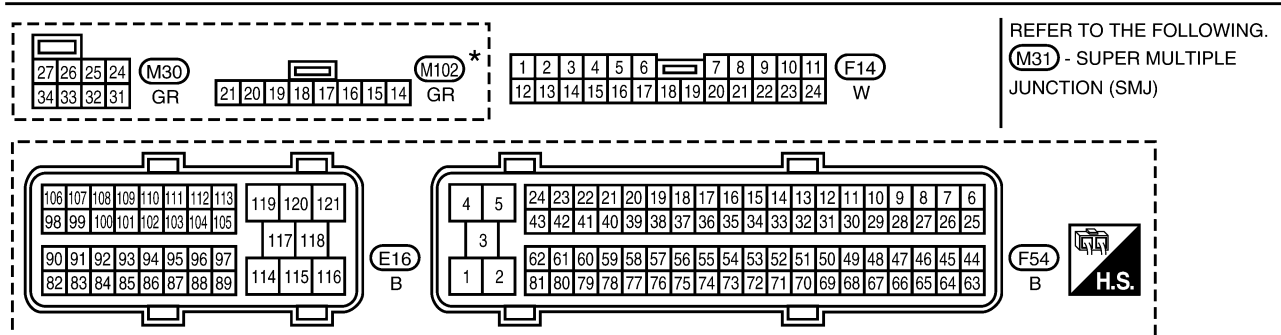 27 26 25 24
34 33 32 31
M30
GR
21 20 19 18 17 16 15 14
M102 *
GR
1 2 3 4 5 6 7 8 9 10 11
12 13 14 15 16 17 18 19 20 21 22 23 24
F14
W
REFER TO THE FOLLOWING.
M31 - SUPER MULTIPLE
JUNCTION (SMJ)
106 107 108 109 110 111 112 113
98 99 100 101 102 103 104 105
90 91 92 93 94 95 96 97
82 83 84 85 86 87 88 89
119 120 121
117 118
114 115 116
E16
B
4 5
3
1 2
24 23 22 21 20 19 18 17 16 15 14 13 12 11 10 9 8 7 6
43 42 41 40 39 38 37 36 35 34 33 32 31 30 29 28 27 26 25
62 61 60 59 58 57 56 55 54 53 52 51 50 49 48 47 46 45 44
81 80 79 78 77 76 75 74 73 72 71 70 69 68 67 66 65 64 63
F54
B
H.S.